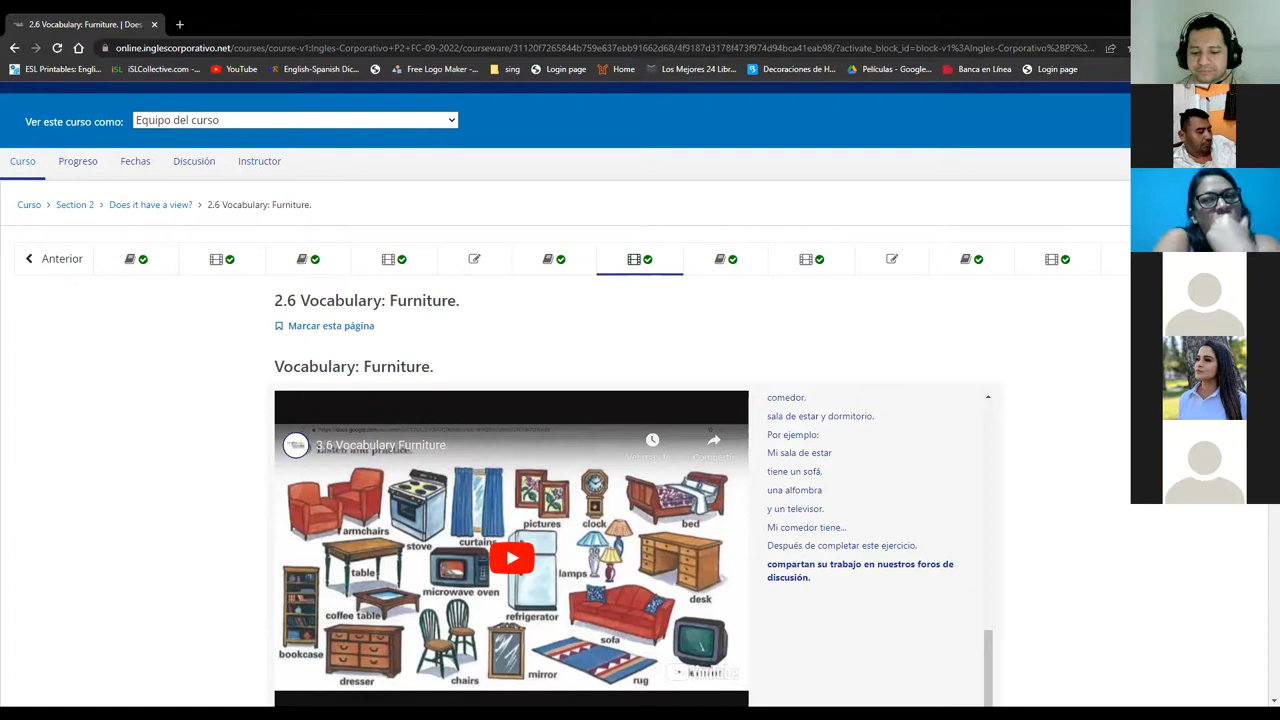 2.6 Vocabulary: Furniture. | Does
online.inglescorporativo.net/courses/course-v1:Ingles-Corporativo+P2+FC-09-2022/courseware/31120f7265844b759e637ebb91662d68/4f9187d3178f473f974d94bca41eab98/?activate_block_id=block-v1%3AIngles-Corporativo%2BP2%2...
ESL Printables: Engli... iSLCollective.com -... YouTube English-Spanish Dic... Free Logo Maker -... sing Login page Home Los Mejores 24 Libr... Decoraciones de H... Películas - Google... Banca en Línea Login page
Ver este curso como: Equipo del curso
Curso Progreso Fechas Discusión Instructor
Curso > Section 2 > Does it have a view? > 2.6 Vocabulary: Furniture.
Anterior
2.6 Vocabulary: Furniture.
Marcar esta página
Vocabulary: Furniture.
3.6 Vocabulary Furniture
Listen and practice.
armchairs
stove
curtains
pictures
clock
bed
table
microwave oven
refrigerator
lamps
desk
coffee table
bookcase
dresser
chairs
mirror
sofa
rug
YouTube
comedor,
sala de estar y dormitorio.
Por ejemplo:
Mi sala de estar
tiene un sofá,
una alfombra
y un televisor.
Mi comedor tiene...
Después de completar este ejercicio,
compartan su trabajo en nuestros foros de
discusión.